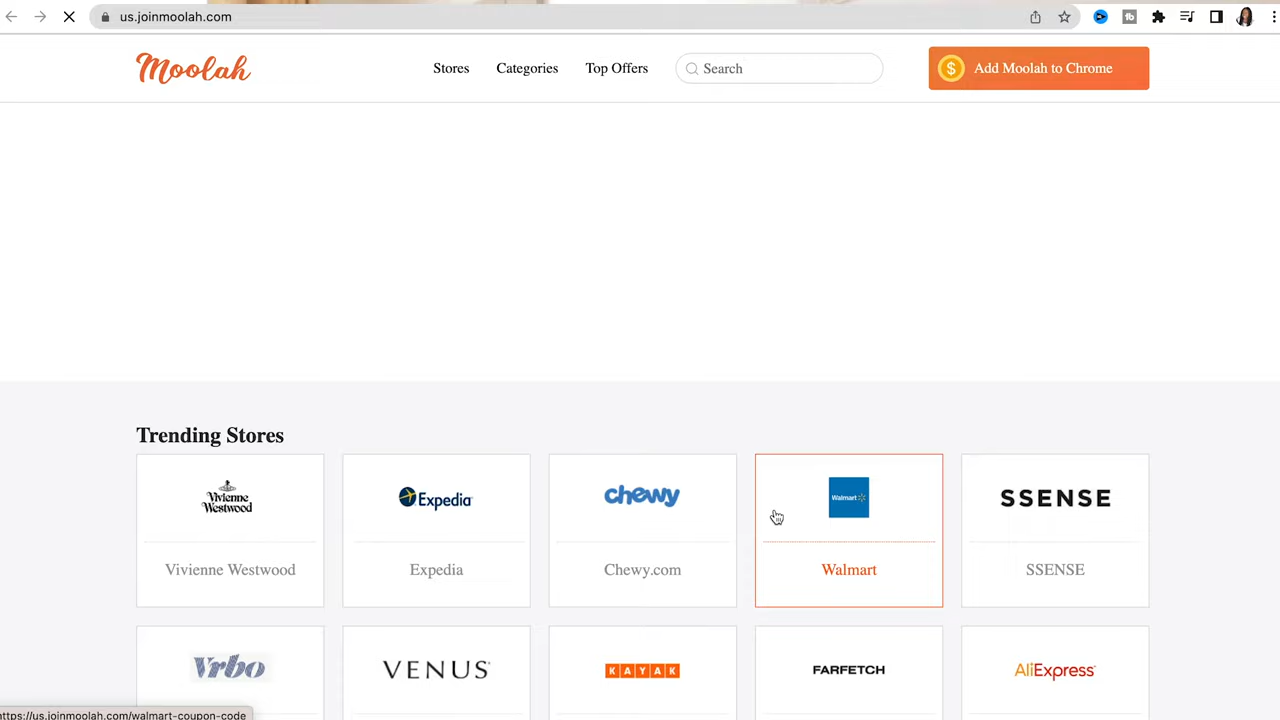 us.joinmoolah.com
Moolah
Stores
Categories
Top Offers
Search
$
Add Moolah to Chrome
Trending Stores
Vivienne
Westwood
Expedia
chewy
Walmart
SSENSE
Vivienne Westwood
Expedia
Chewy.com
Walmart
SSENSE
Vrbo
VENUS
KAYAK
FARFETCH
AliExpress
https://us.joinmoolah.com/walmart-coupon-code